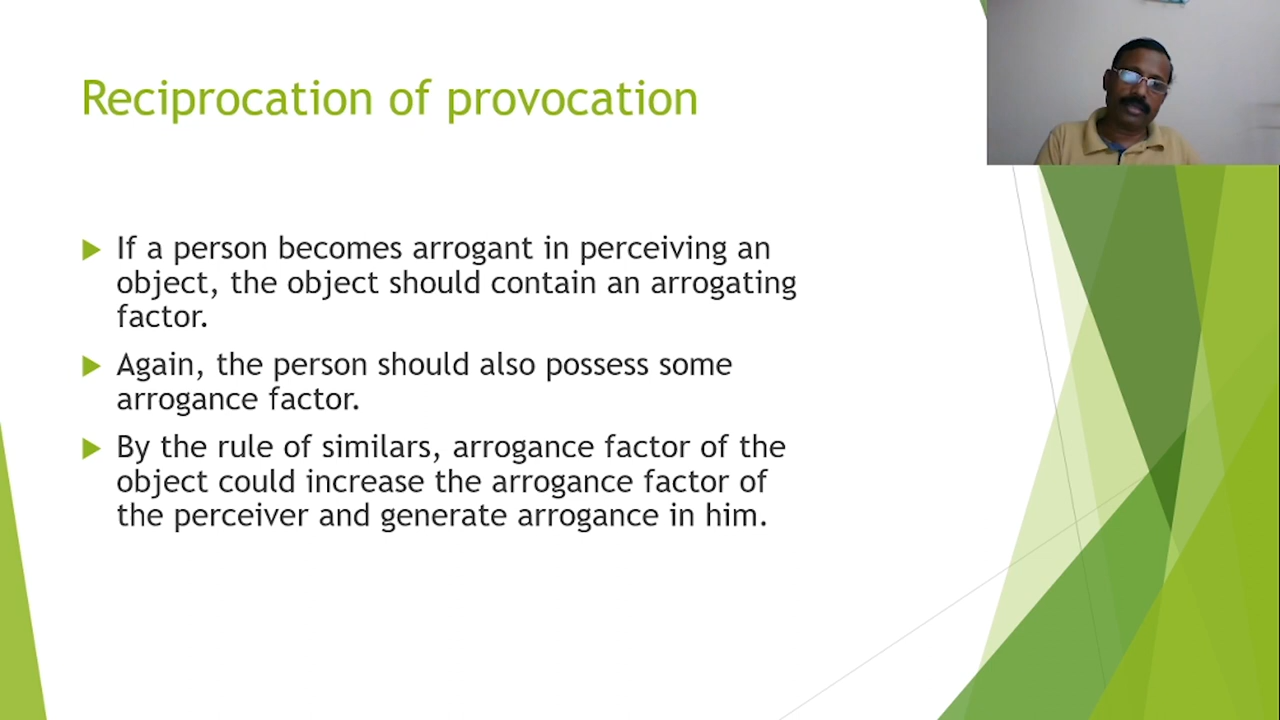 Reciprocation of provocation
If a person becomes arrogant in perceiving an
object, the object should contain an arrogating
factor.
Again, the person should also possess some
arrogance factor.
By the rule of similars, arrogance factor of the
object could increase the arrogance factor of
the perceiver and generate arrogance in him.